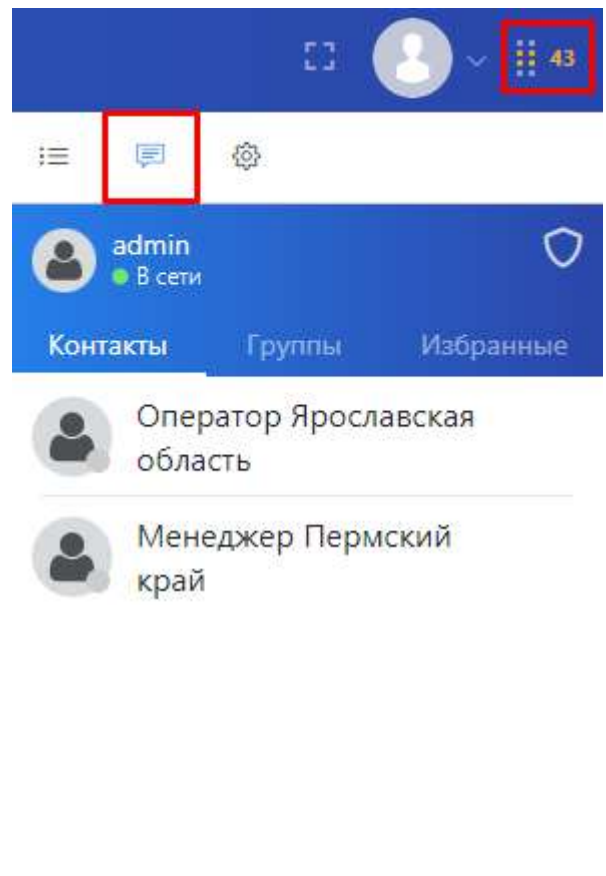 43
admin
В сети
Контакты Группы Избранные
Оператор Ярославская
область
Менеджер Пермский
край